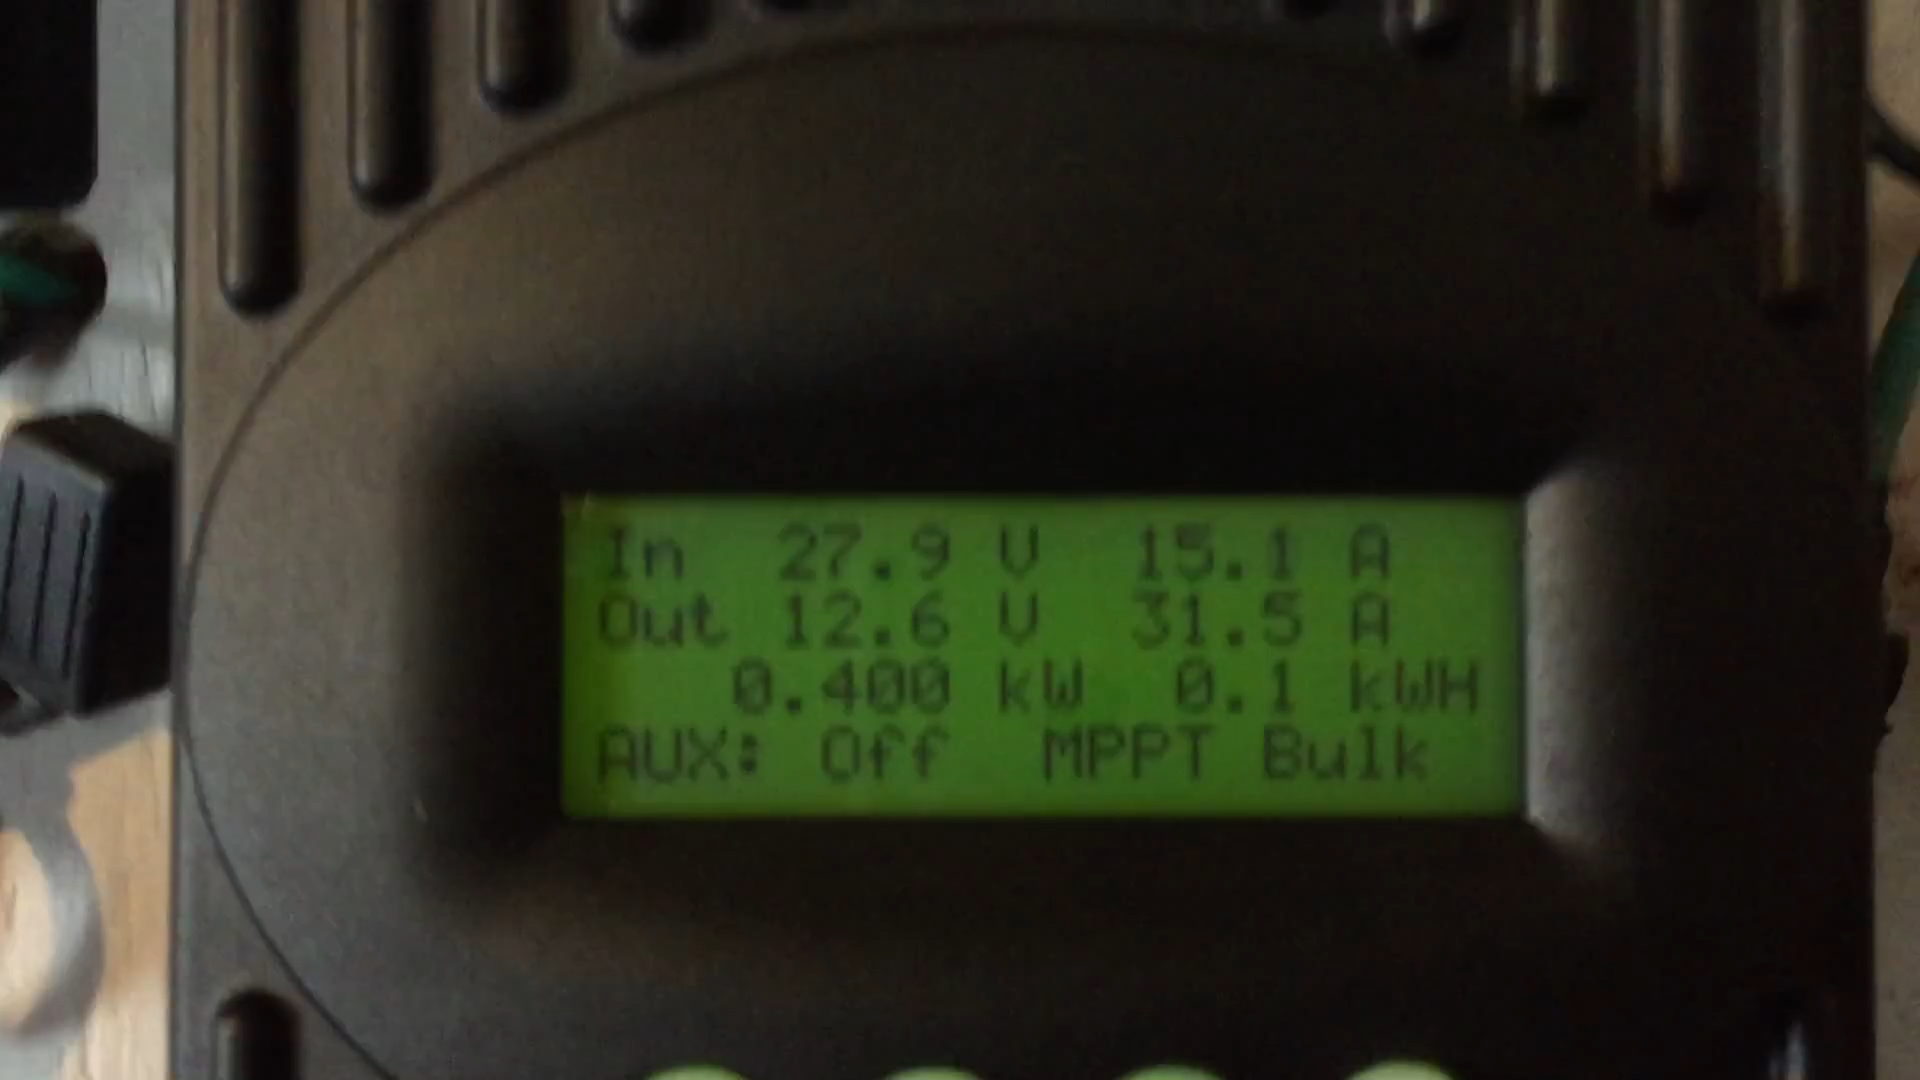 In 27.9 V 15.1 A
Out 12.6 V 31.5 A
0.400 kW 0.1 kWH
AUX: Off MPPT Bulk